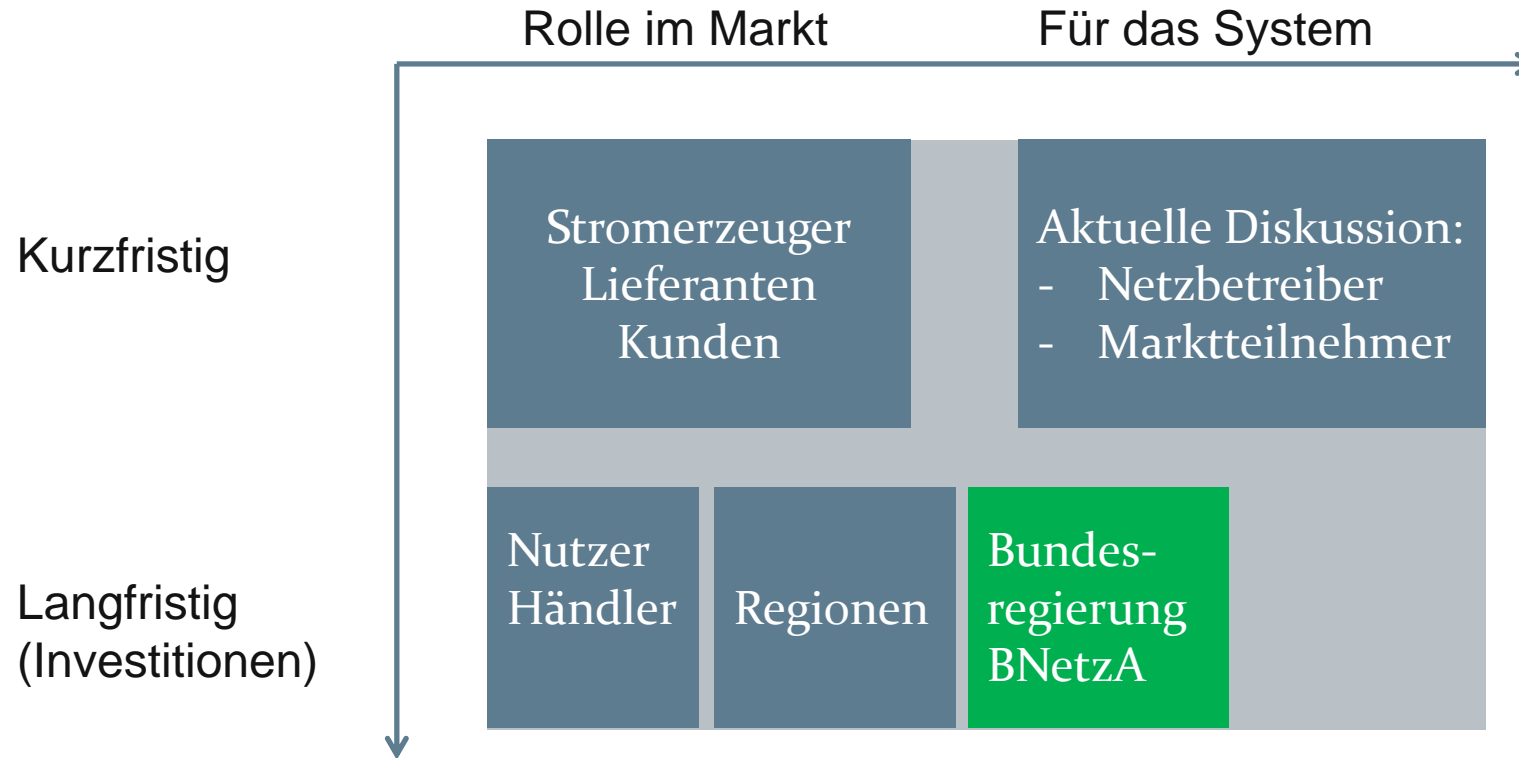 Rolle im Markt
Für das System
Kurzfristig
Stromerzeuger
Lieferanten
Kunden
Aktuelle Diskussion:
- Netzbetreiber
- Marktteilnehmer
Langfristig
(Investitionen)
Nutzer
Händler
Regionen
Bundes-
regierung
BNetzA